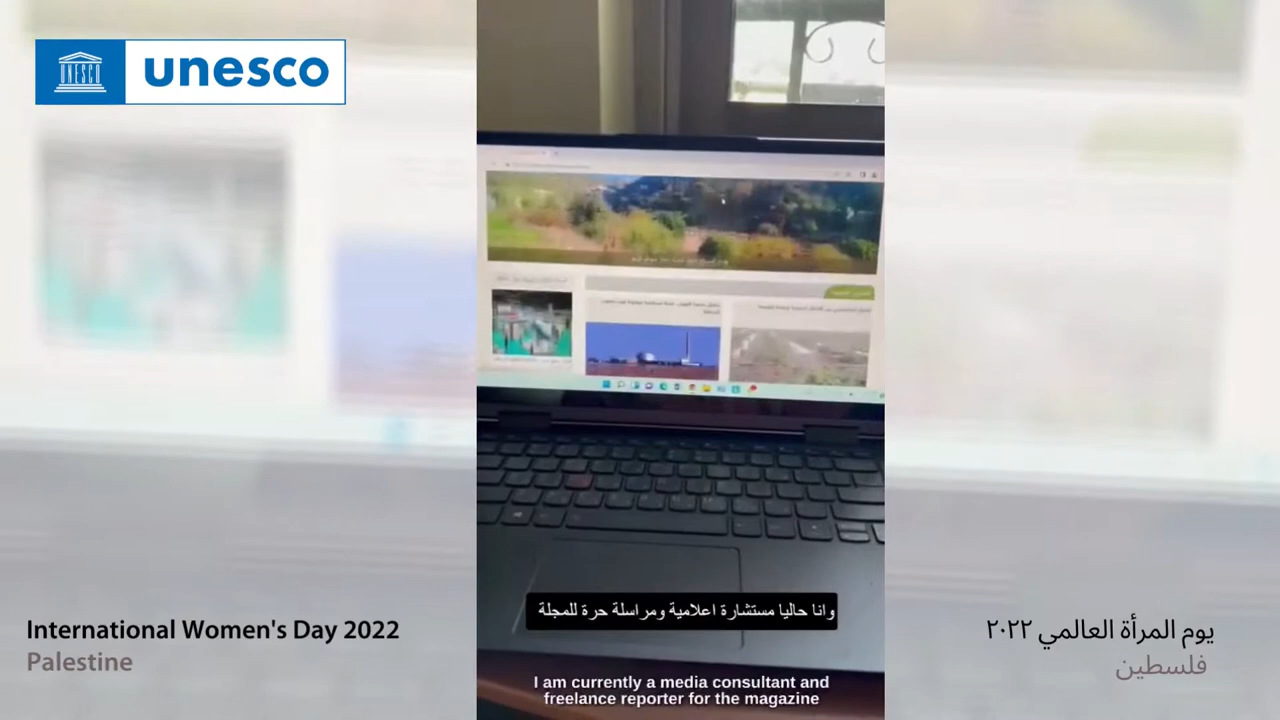 UNESCO
unesco
وانا حاليا مستشارة اعلامية ومراسلة حرة للمجلة
I am currently a media consultant and
freelance reporter for the magazine
International Women's Day 2022
Palestine
يوم المرأة العالمي ٢٠٢٢
فلسطين